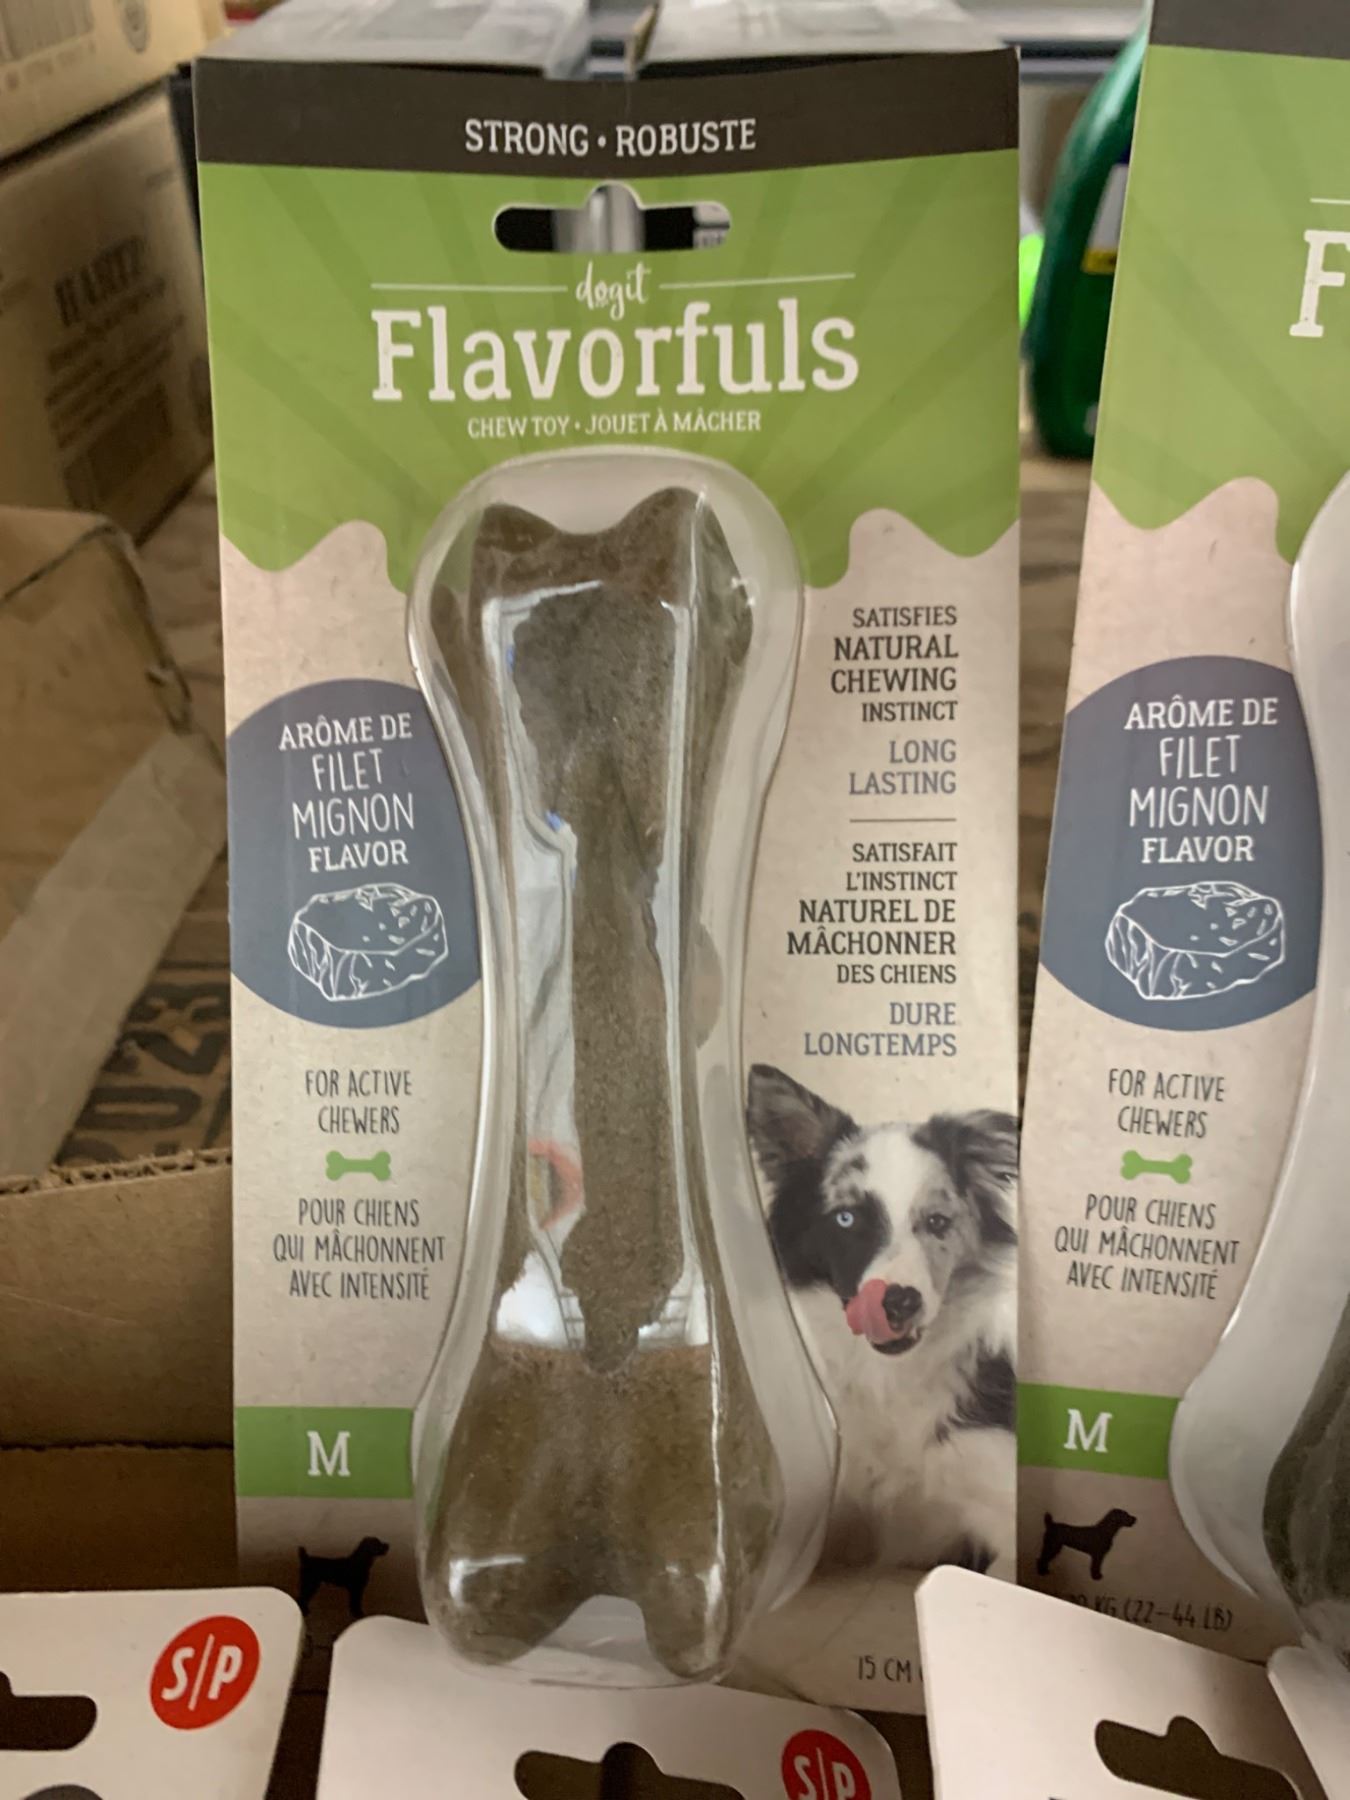 STRONG • ROBUSTE
dogit
Flavorfuls
CHEW TOY • JOUET À MÂCHER
ARÔME DE
FILET
MIGNON
FLAVOR
FOR ACTIVE
CHEWERS
POUR CHIENS
QUI MÂCHONNENT
AVEC INTENSITÉ
M
SATISFIES
NATURAL
CHEWING
INSTINCT
LONG
LASTING
SATISFAIT
L'INSTINCT
NATUREL DE
MÂCHONNER
DES CHIENS
DURE
LONGTEMPS
15 CM
F
ARÔME DE
FILET
MIGNON
FLAVOR
FOR ACTIVE
CHEWERS
POUR CHIENS
QUI MÂCHONNENT
AVEC INTENSITÉ
M
KG (22-44 LB)
S/P
S/P
HARTZ